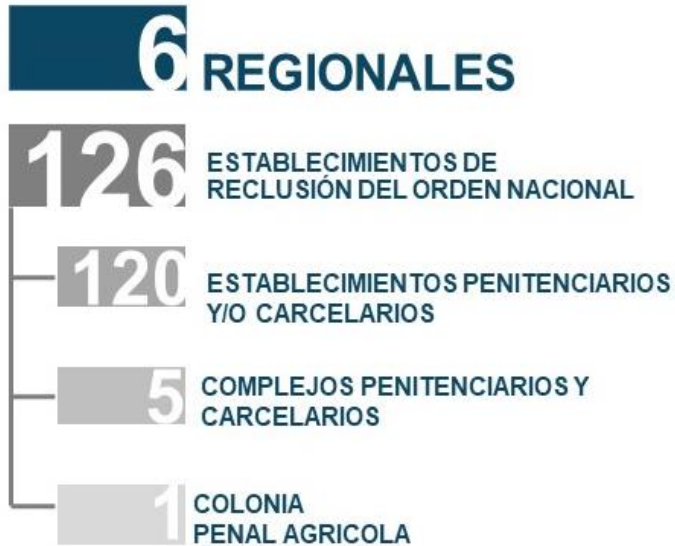 6 REGIONALES
126 ESTABLECIMIENTOS DE
RECLUSIÓN DEL ORDEN NACIONAL
120 ESTABLECIMIENTOS PENITENCIARIOS
Y/O CARCELARIOS
5 COMPLEJOS PENITENCIARIOS Y
CARCELARIOS
1 COLONIA
PENAL AGRICOLA